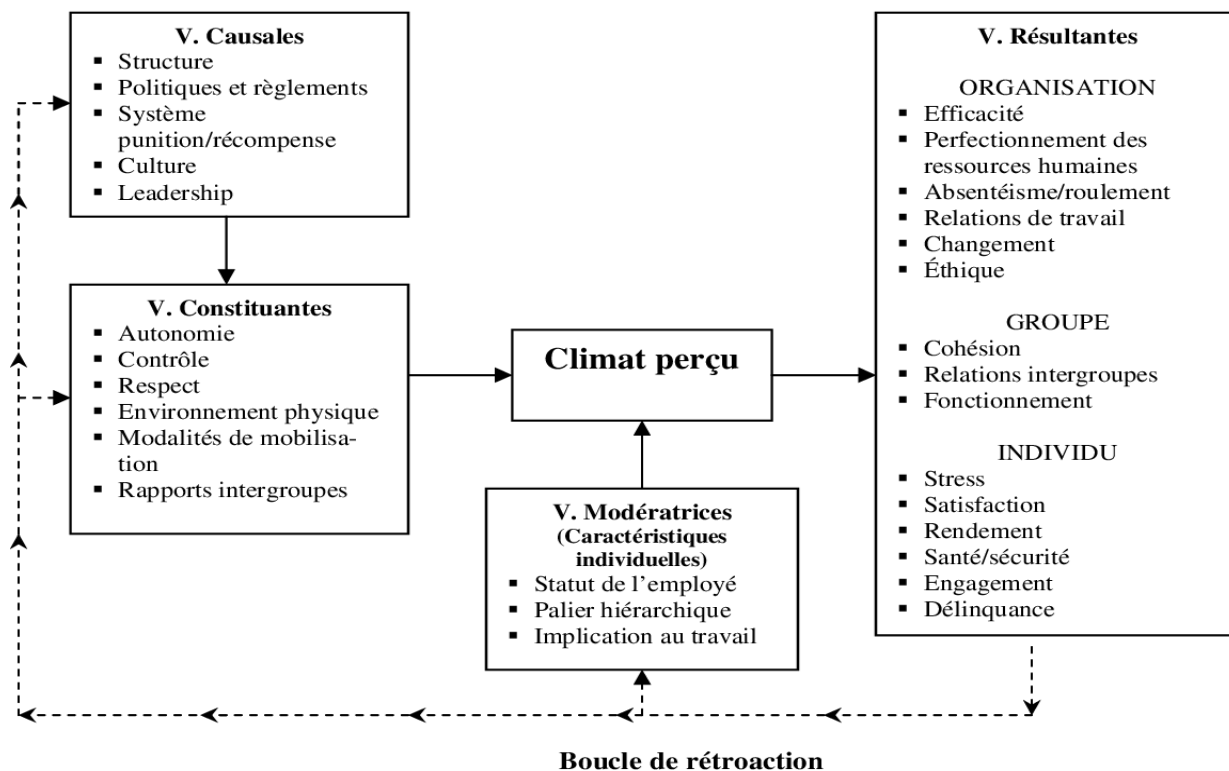 V. Causales
▪ Structure
▪ Politiques et règlements
▪ Système
punition/récompense
▪ Culture
▪ Leadership
V. Constituantes
▪ Autonomie
▪ Contrôle
▪ Respect
▪ Environnement physique
▪ Modalités de mobilisa-
tion
▪ Rapports intergroupes
Climat perçu
V. Modératrices
(Caractéristiques
individuelles)
▪ Statut de l’employé
▪ Palier hiérarchique
▪ Implication au travail
V. Résultantes
ORGANISATION
▪ Efficacité
▪ Perfectionnement des
ressources humaines
▪ Absentéisme/roulement
▪ Relations de travail
▪ Changement
▪ Éthique
GROUPE
▪ Cohésion
▪ Relations intergroupes
▪ Fonctionnement
INDIVIDU
▪ Stress
▪ Satisfaction
▪ Rendement
▪ Santé/sécurité
▪ Engagement
▪ Délinquance
Boucle de rétroaction